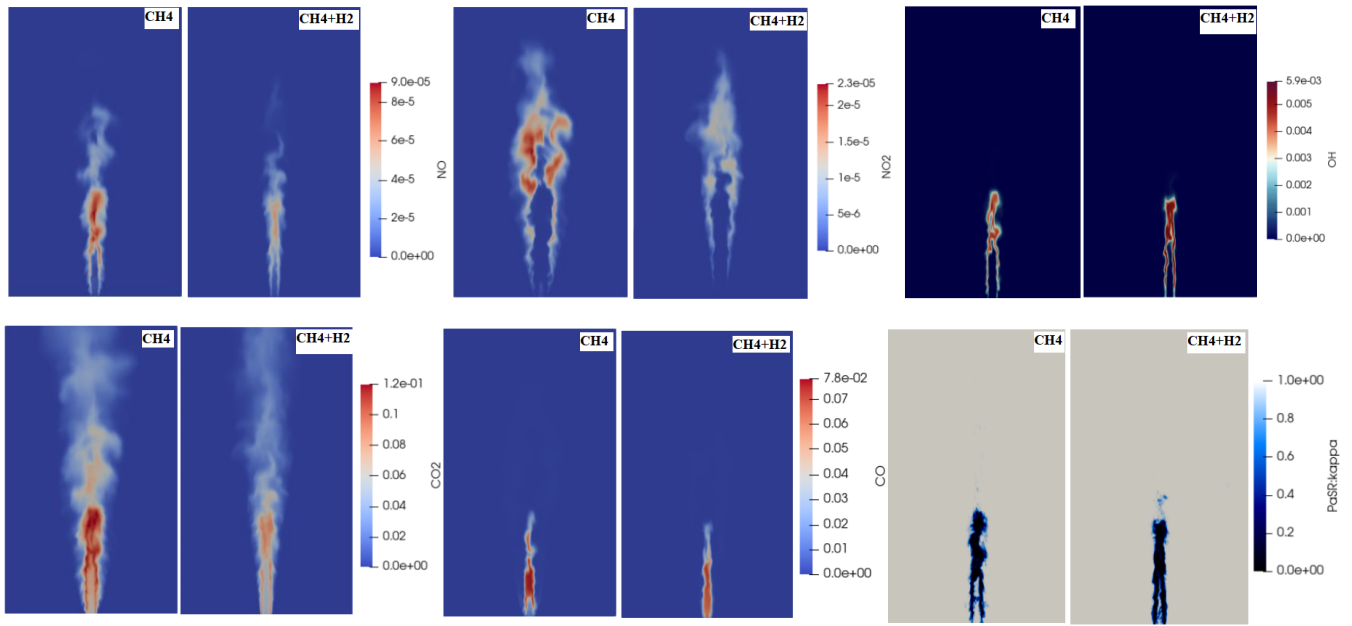 CH4
CH4+H2
9.0e-05
8e-5
6e-5
4e-5
2e-5
0.0e+00
NO
CH4
CH4+H2
2.3e-05
2e-5
1.5e-5
1e-5
5e-6
0.0e+00
NO2
CH4
CH4+H2
5.9e-03
0.005
0.004
0.003
0.002
0.001
0.0e+00
OH
CH4
CH4+H2
1.2e-01
0.1
0.08
0.06
0.04
0.02
0.0e+00
CO2
CH4
CH4+H2
7.8e-02
0.07
0.06
0.05
0.04
0.03
0.02
0.01
0.0e+00
CO
CH4
CH4+H2
1.0e+00
0.8
0.6
0.4
0.2
0.0e+00
PaSR:kappa